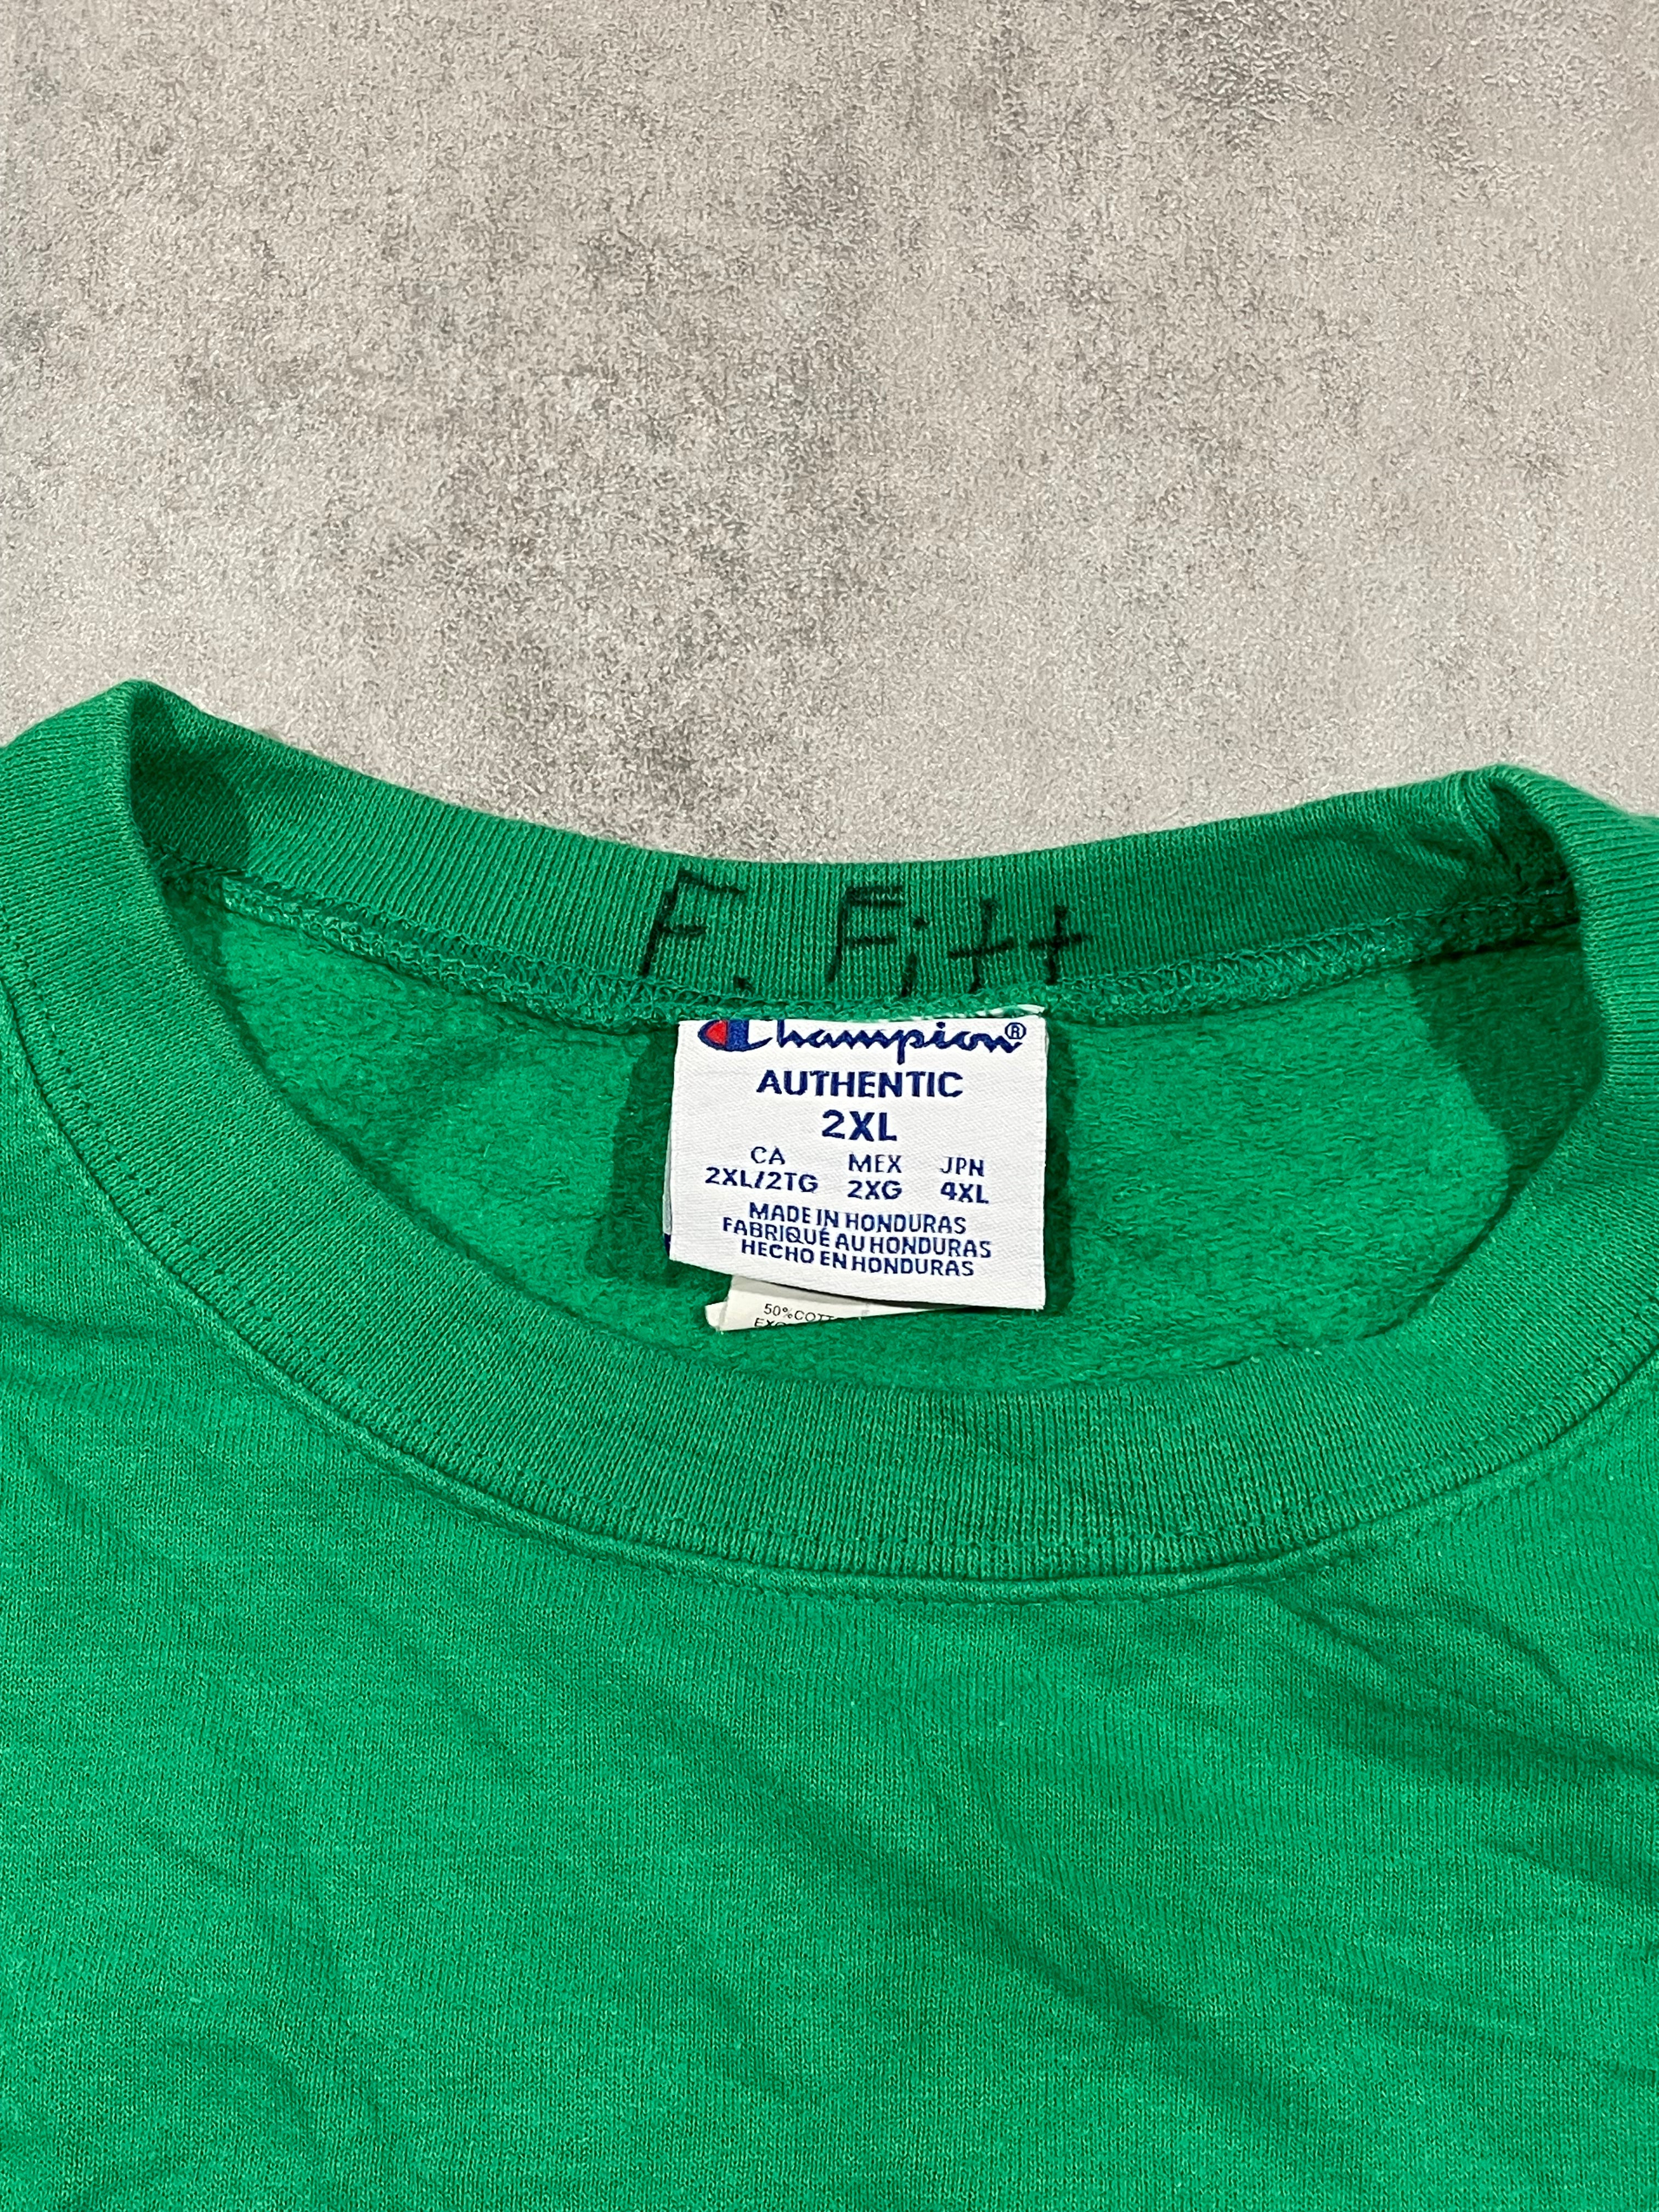 F. Fitt
Champion®
AUTHENTIC
2XL
CA MEX JPN
2XL/2TG 2XG 4XL
MADE IN HONDURAS
FABRIQUÉ AU HONDURAS
HECHO EN HONDURAS
50%